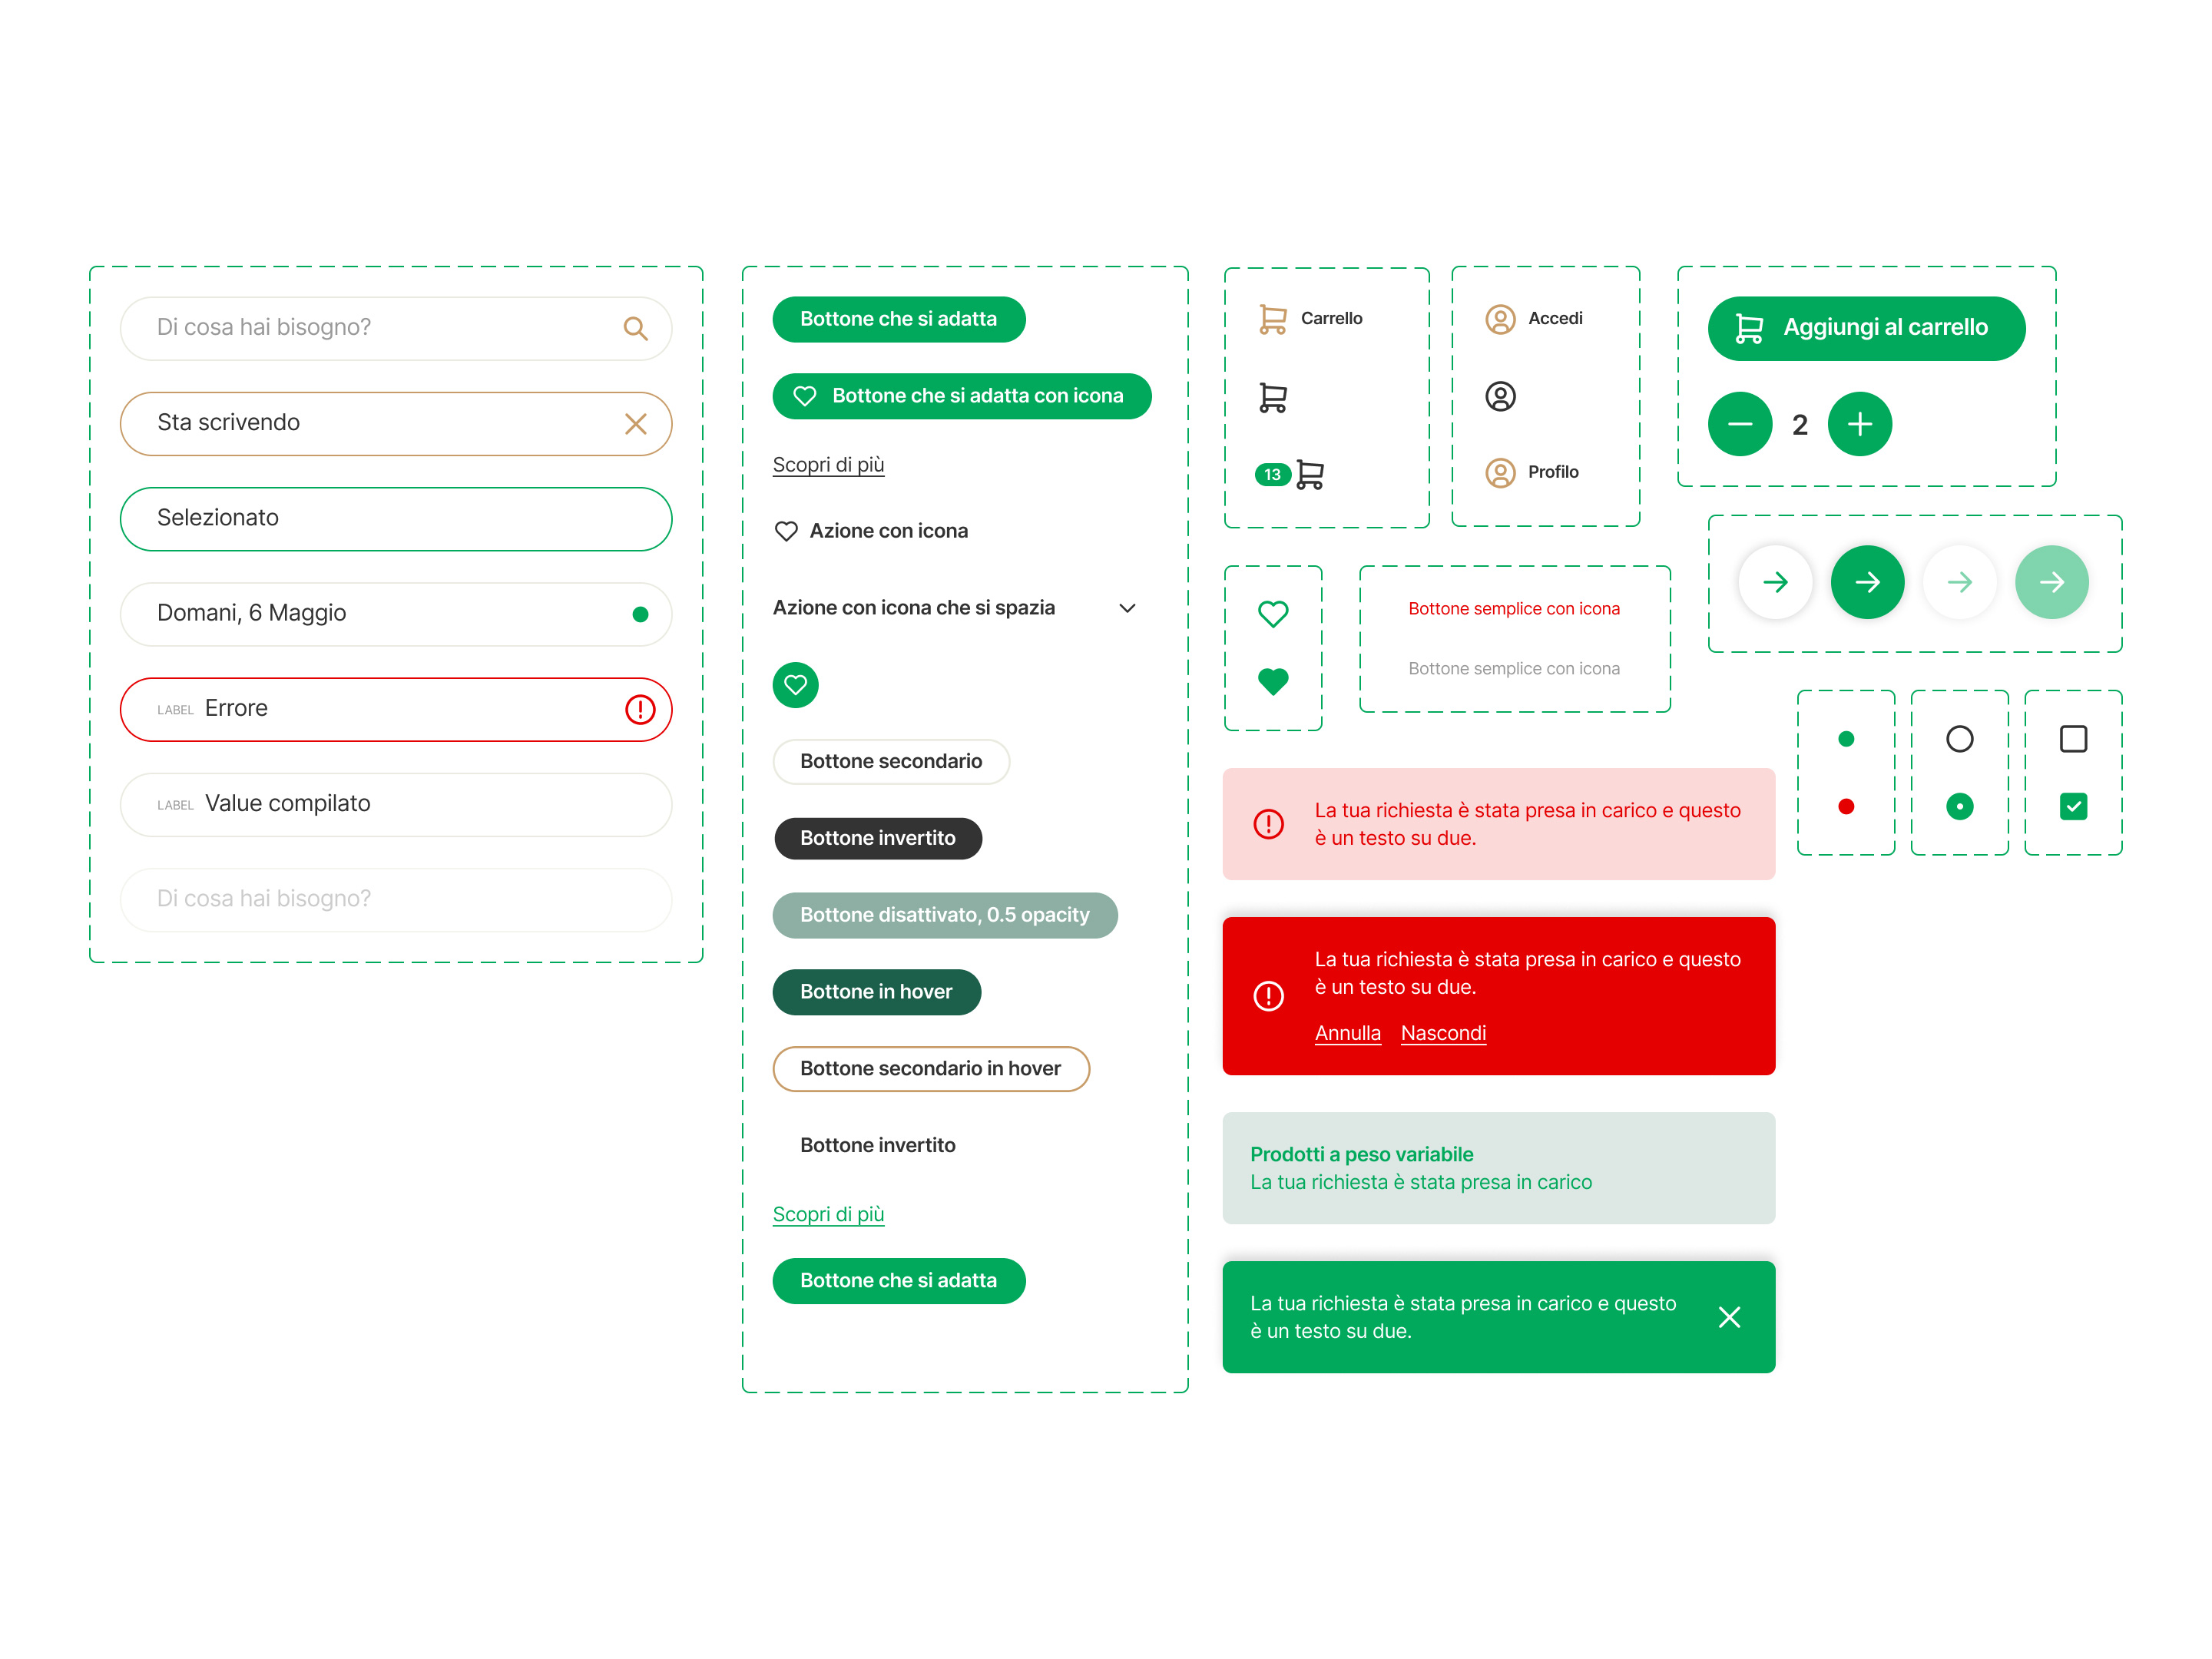 Di cosa hai bisogno?
Sta scrivendo
Selezionato
Domani, 6 Maggio
LABEL Errore
LABEL Value compilato
Di cosa hai bisogno?
Bottone che si adatta
Bottone che si adatta con icona
Scopri di più
Azione con icona
Azione con icona che si spazia
Bottone secondario
Bottone invertito
Bottone disattivato, 0.5 opacity
Bottone in hover
Bottone secondario in hover
Bottone invertito
Scopri di più
Bottone che si adatta
Carrello
13
Accedi
Profilo
Aggiungi al carrello
2
Bottone semplice con icona
Bottone semplice con icona
La tua richiesta è stata presa in carico e questo
è un testo su due.
La tua richiesta è stata presa in carico e questo
è un testo su due.
Annulla Nascondi
Prodotti a peso variabile
La tua richiesta è stata presa in carico
La tua richiesta è stata presa in carico e questo
è un testo su due.